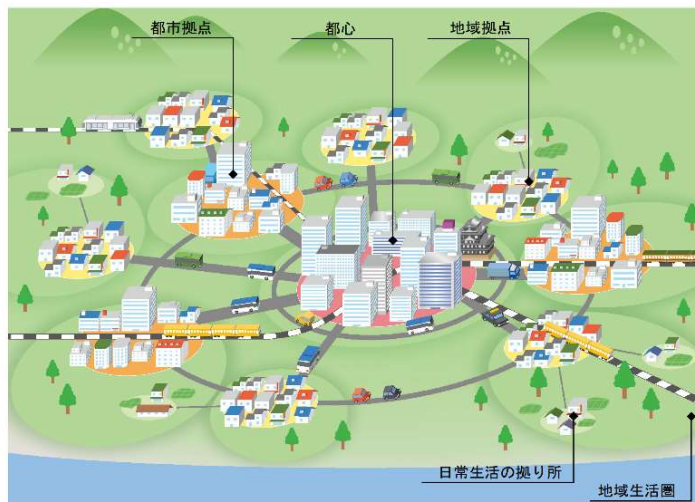 都市拠点
都心
地域拠点
日常生活の拠り所
地域生活圏